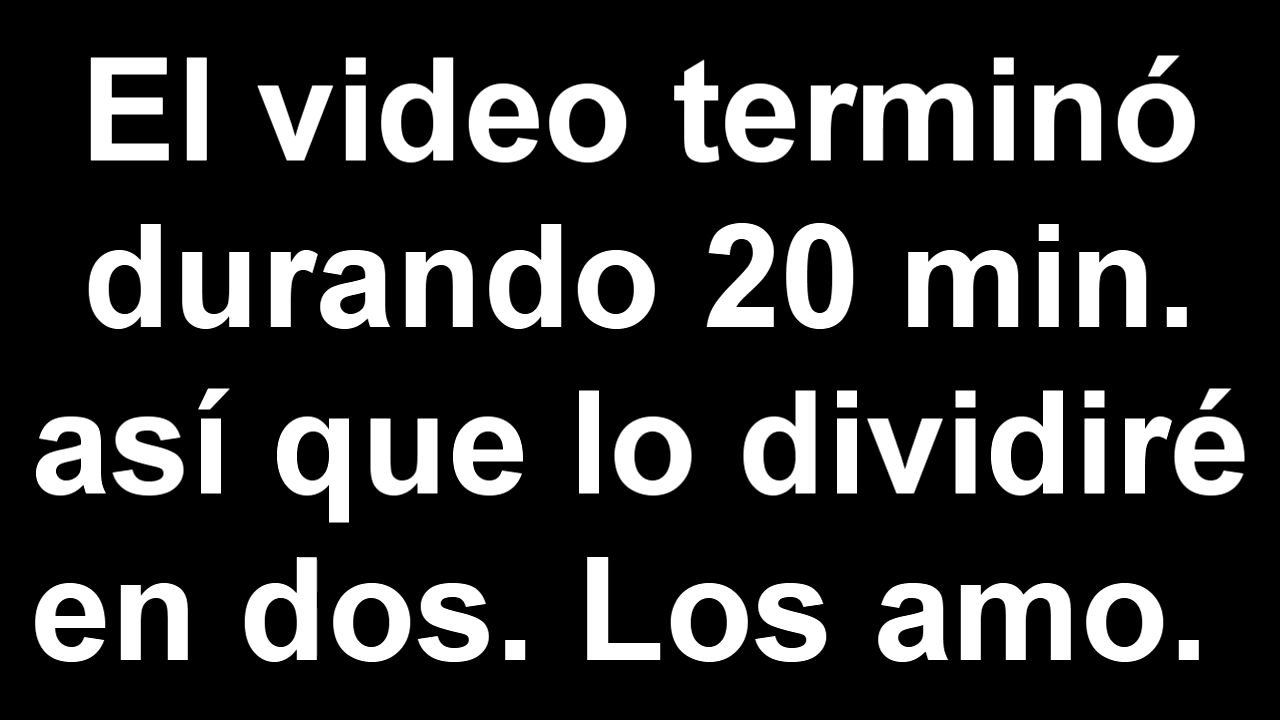 El video terminó
durando 20 min.
así que lo dividiré
en dos. Los amo.